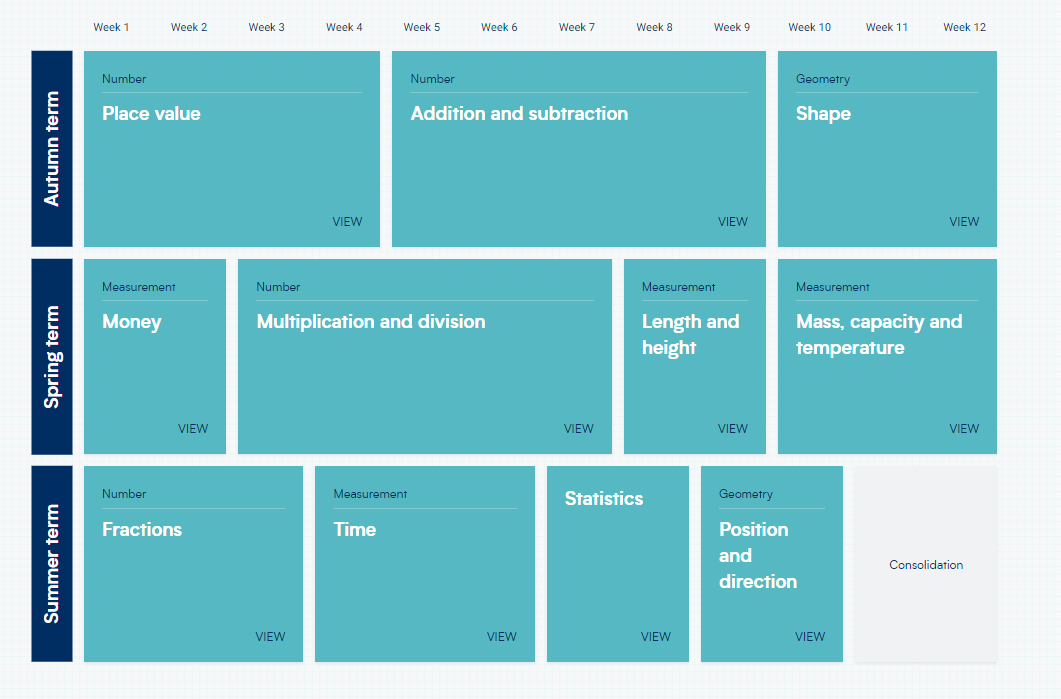 Week 1 Week 2 Week 3 Week 4 Week 5 Week 6 Week 7 Week 8 Week 9 Week 10 Week 11 Week 12
Autumn term
Number
Place value
VIEW
Number
Addition and subtraction
VIEW
Geometry
Shape
VIEW
Spring term
Measurement
Money
VIEW
Number
Multiplication and division
VIEW
Measurement
Length and
height
VIEW
Measurement
Mass, capacity and
temperature
VIEW
Summer term
Number
Fractions
VIEW
Measurement
Time
VIEW
Statistics
VIEW
Geometry
Position
and
direction
VIEW
Consolidation